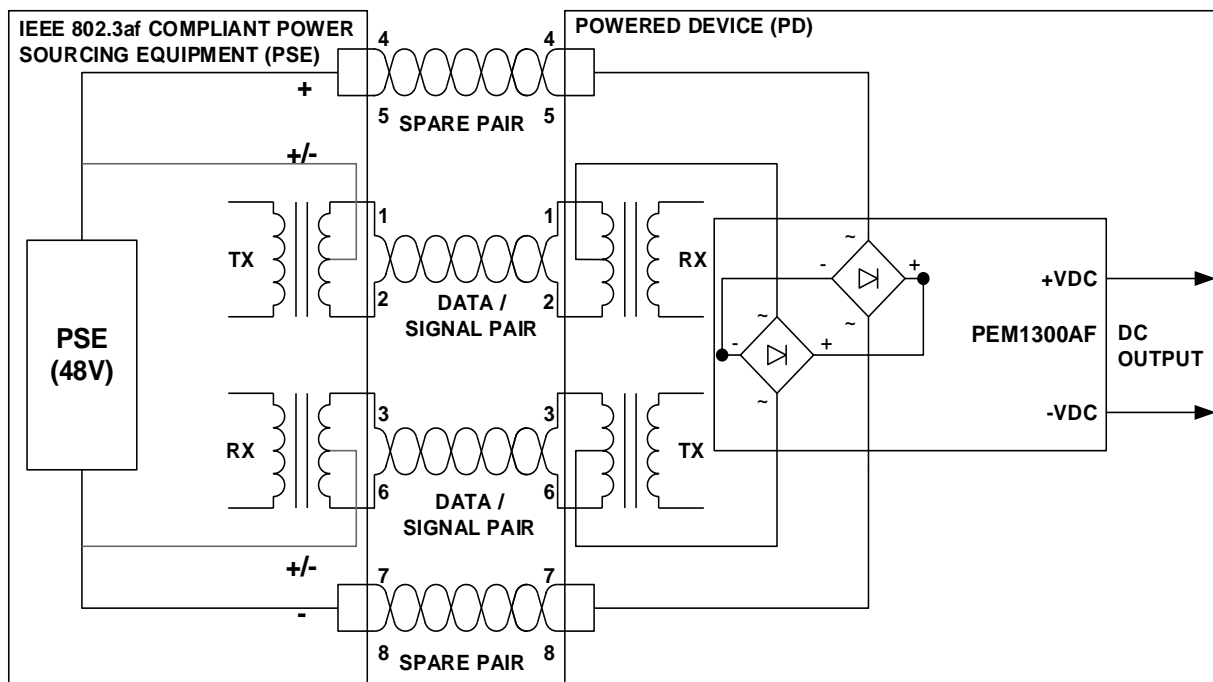 IEEE 802.3af COMPLIANT POWER
SOURCING EQUIPMENT (PSE)
POWERED DEVICE (PD)
4
4
+
5
5
SPARE PAIR
+/-
1
1
TX
RX
2
2
DATA /
SIGNAL PAIR
PSE
(48V)
~
-
+
~
~
-
+
~
+VDC
PEM1300AF
DC
OUTPUT
-VDC
3
3
RX
TX
6
6
DATA /
SIGNAL PAIR
+/-
7
7
-
8
8
SPARE PAIR